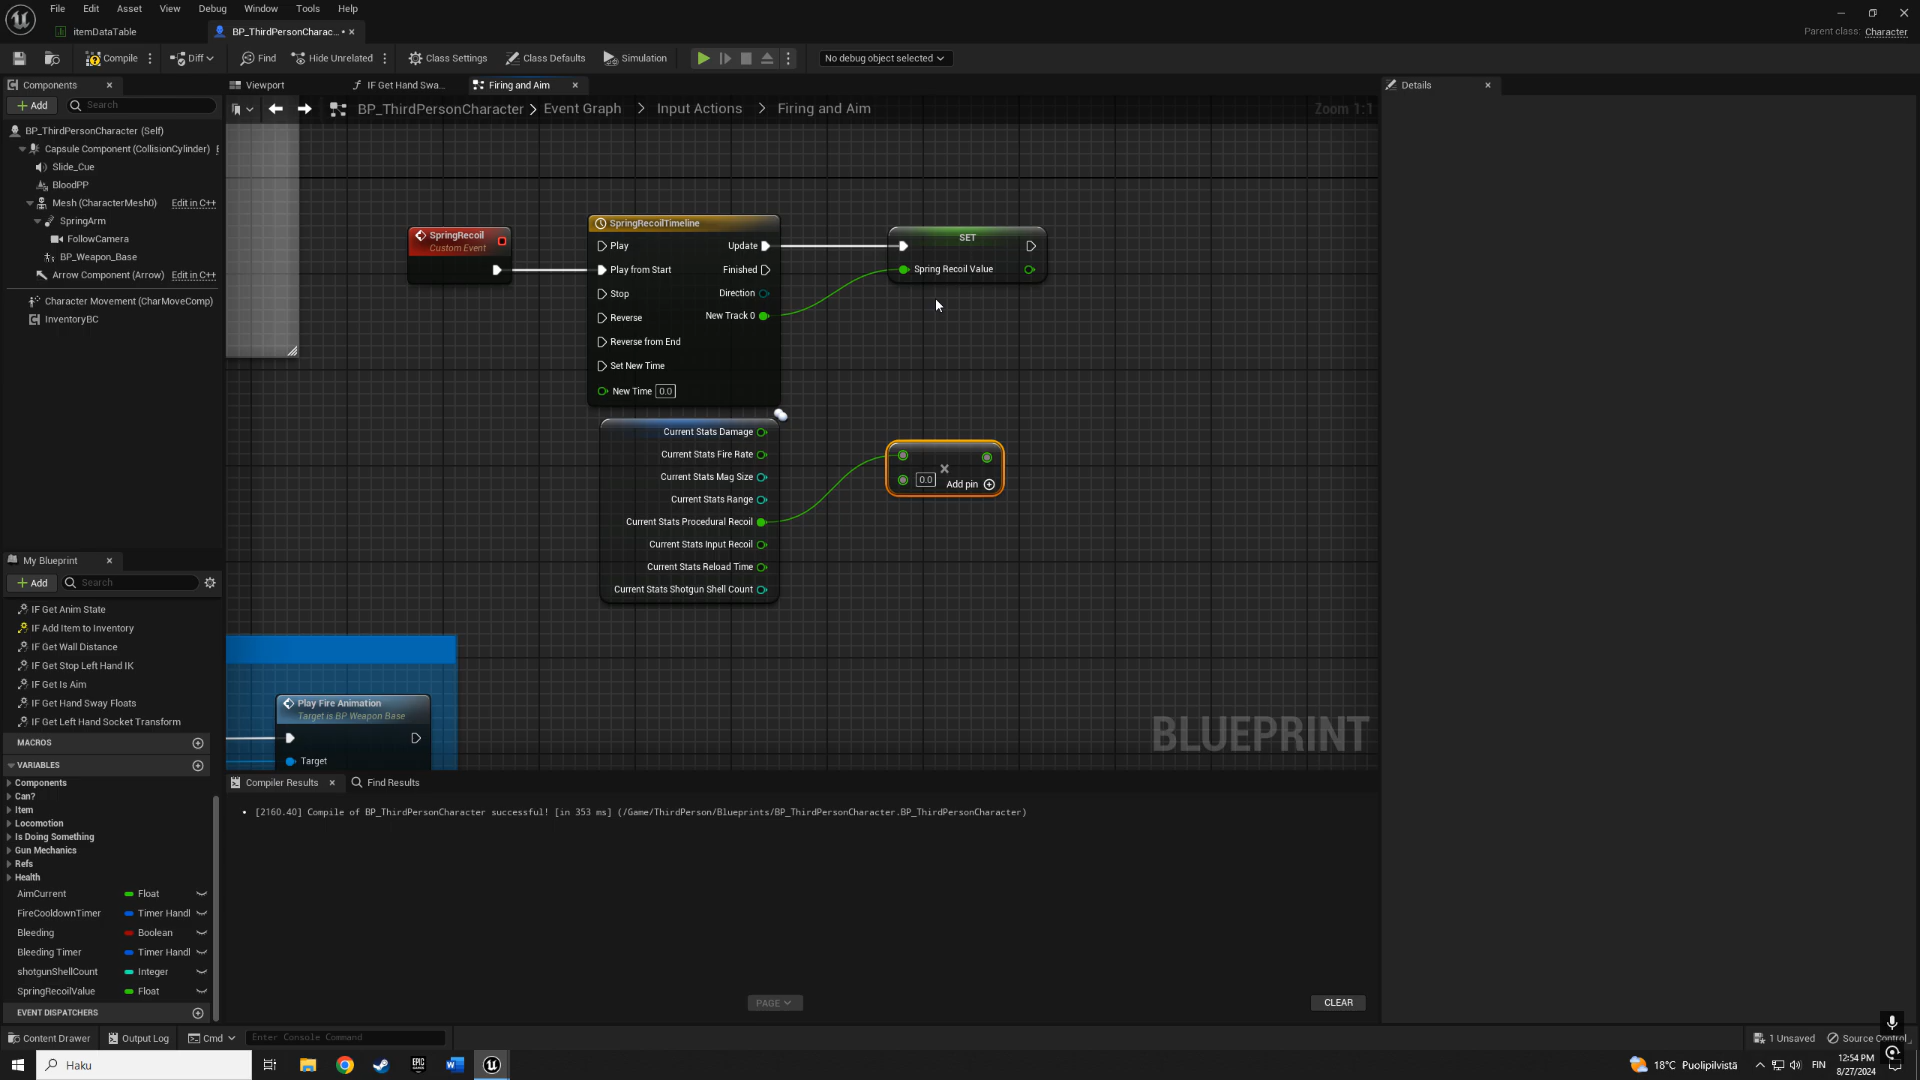 File Edit Asset View Debug Window Tools Help
itemDataTable
BP_ThirdPersonCharac...•
Parent class: Character
Compile Diff Find Hide Unrelated Class Settings Class Defaults Simulation No debug object selected
Components Viewport IF Get Hand Swa... Firing and Aim Details
Add Search
BP_ThirdPersonCharacter > Event Graph > Input Actions > Firing and Aim Zoom 1:1
BP_ThirdPersonCharacter (Self)
Capsule Component (CollisionCylinder)
Slide_Cue
BloodPP
Mesh (CharacterMesh0) Edit in C++
SpringArm
FollowCamera
BP_Weapon_Base
Arrow Component (Arrow) Edit in C++
Character Movement (CharMoveComp)
InventoryBC
SpringRecoil
Custom Event
SpringRecoilTimeline
Play Update
Play from Start Finished
Stop Direction
Reverse New Track 0
Reverse from End
Set New Time
New Time 0.0
SET
Spring Recoil Value
Current Stats Damage
Current Stats Fire Rate
Current Stats Mag Size
Current Stats Range
Current Stats Procedural Recoil
Current Stats Input Recoil
Current Stats Reload Time
Current Stats Shotgun Shell Count
0.0 Add pin
Play Fire Animation
Target is BP Weapon Base
Target
BLUEPRINT
My Blueprint
Add Search
IF Get Anim State
IF Add Item to Inventory
IF Get Wall Distance
IF Get Stop Left Hand IK
IF Get Is Aim
IF Get Hand Sway Floats
IF Get Left Hand Socket Transform
MACROS
VARIABLES
Components
Can?
Item
Locomotion
Is Doing Something
Gun Mechanics
Refs
Health
AimCurrent Float
FireCooldownTimer Timer Handl
Bleeding Boolean
Bleeding Timer Timer Handl
shotgunShellCount Integer
SpringRecoilValue Float
EVENT DISPATCHERS
Compiler Results Find Results
[2160.40] Compile of BP_ThirdPersonCharacter successful! [in 353 ms] (/Game/ThirdPerson/Blueprints/BP_ThirdPersonCharacter.BP_ThirdPersonCharacter)
PAGE CLEAR
Content Drawer Output Log Cmd Enter Console Command 1 Unsaved Source Control
Haku
EPIC
GAMES
18°C Puolipilvistä FIN
12:54 PM
8/27/2024